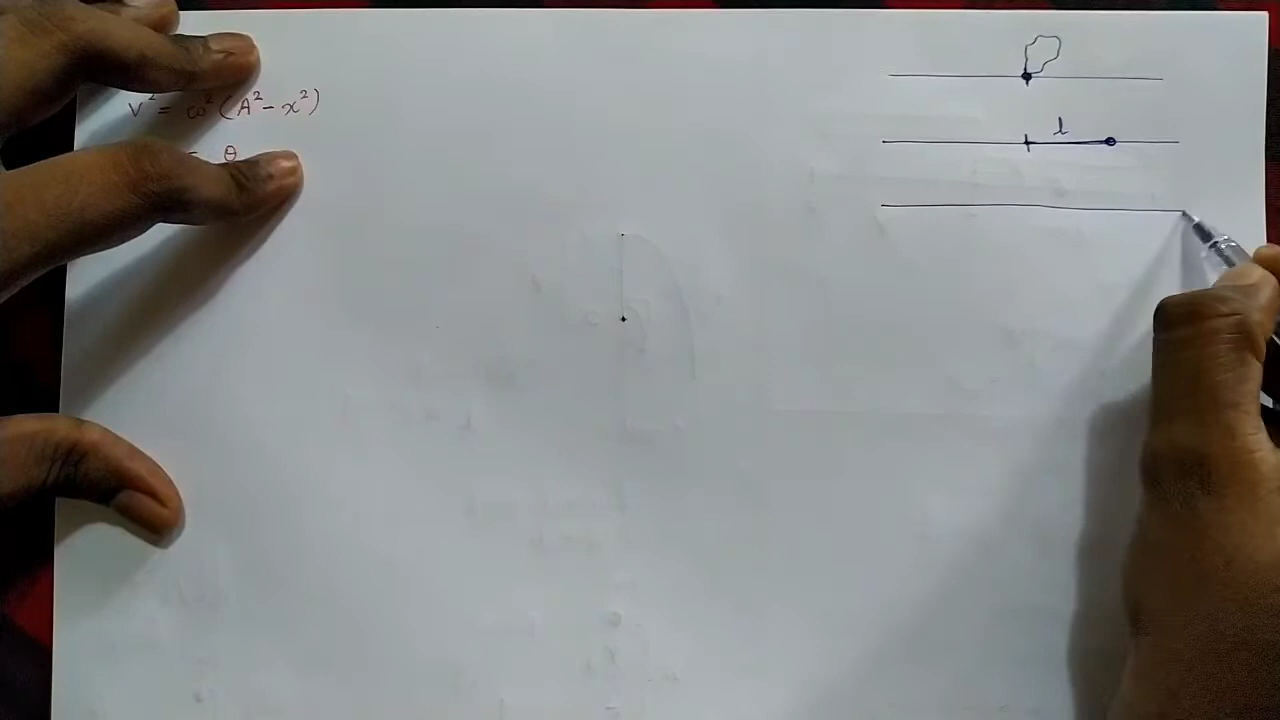 v² = ω²(A² − x²)
θ
l